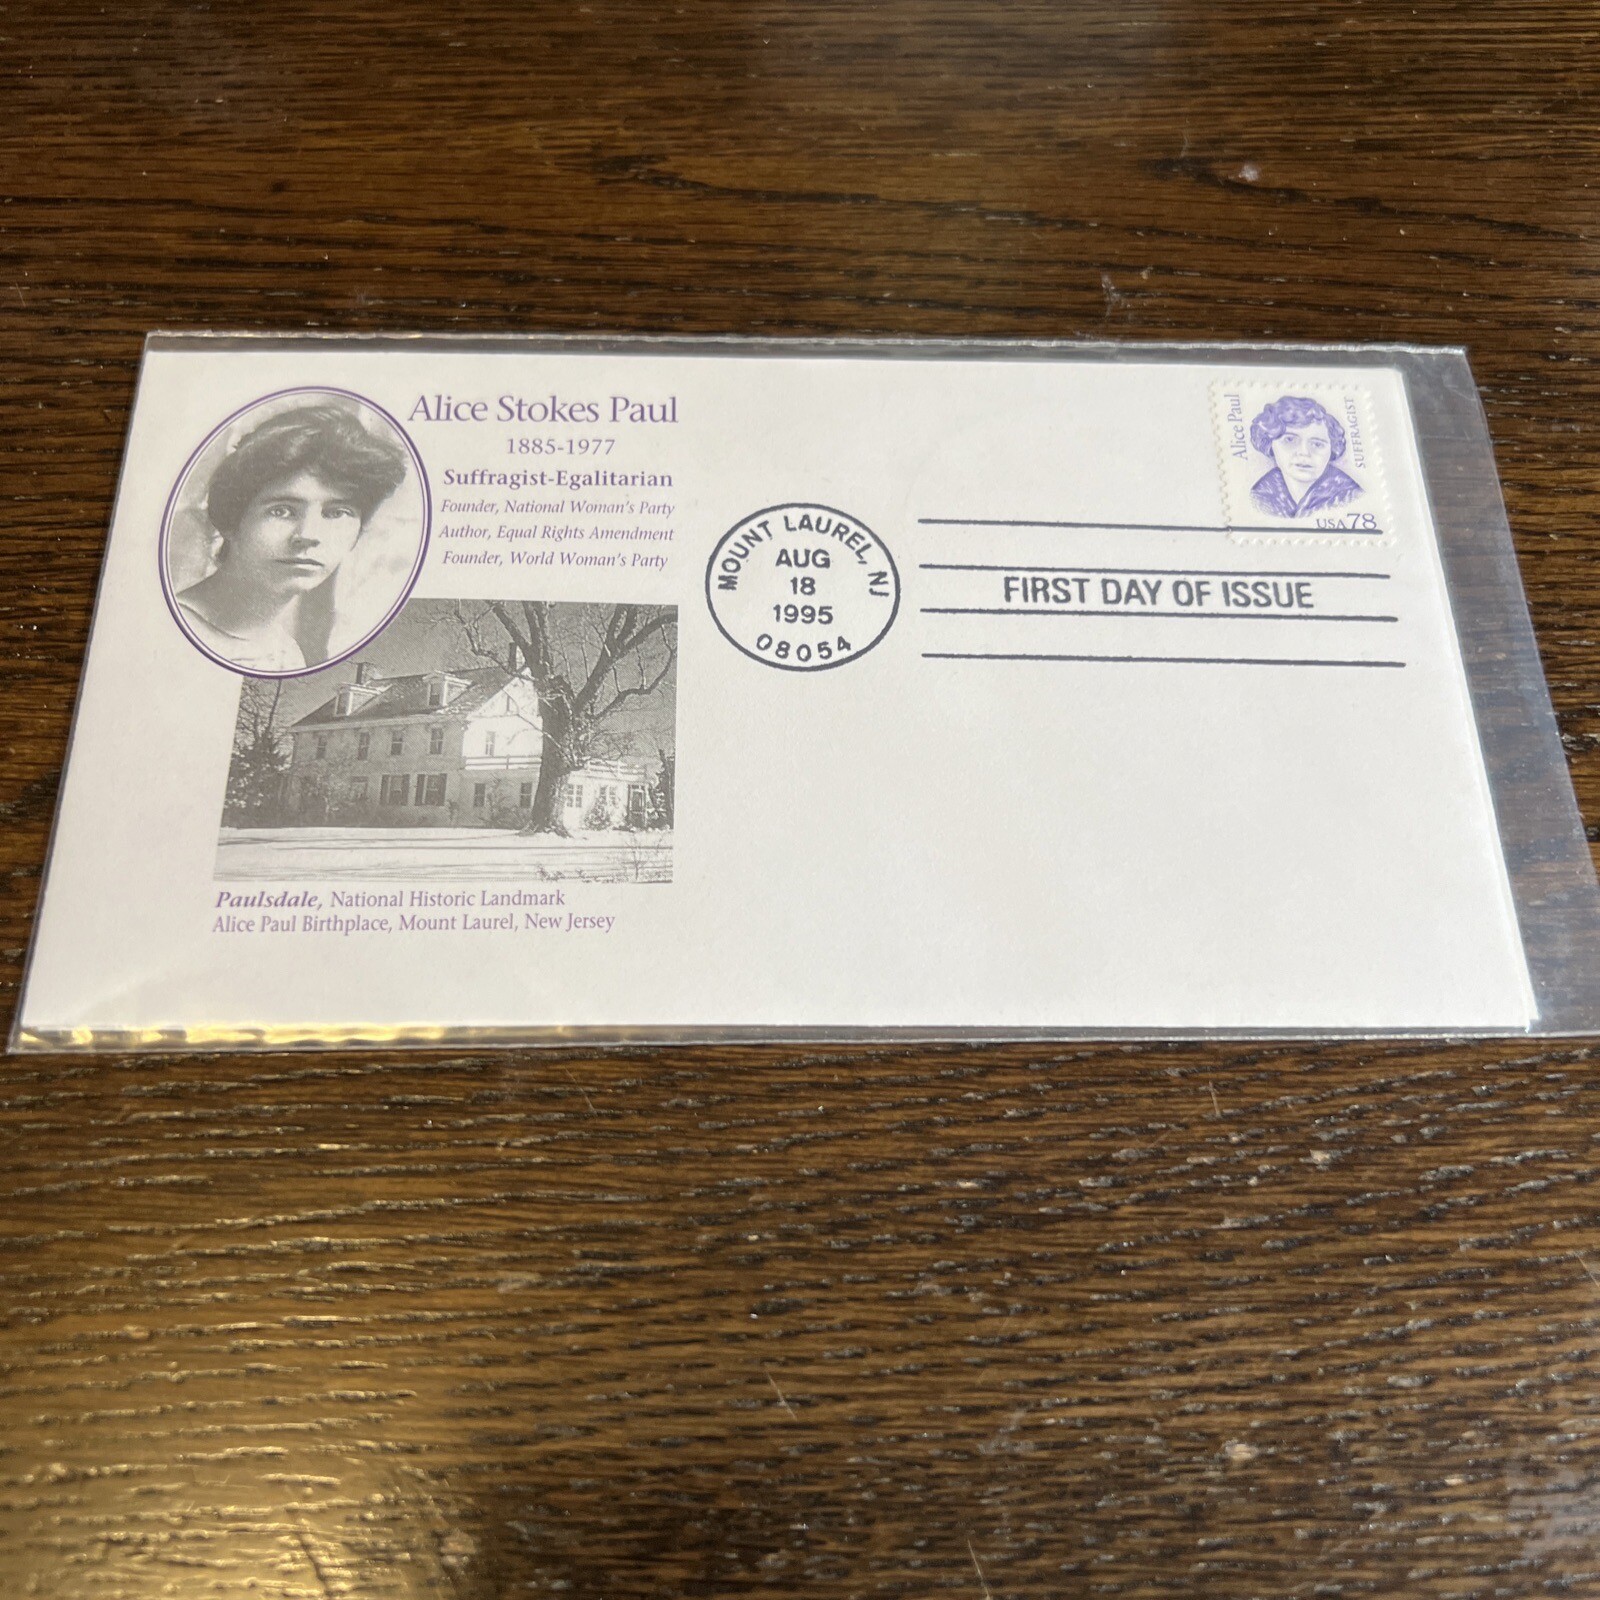 Alice Stokes Paul
1885-1977
Suffragist-Egalitarian
Founder, National Woman's Party
Author, Equal Rights Amendment
Founder, World Woman's Party
Paulsdale, National Historic Landmark
Alice Paul Birthplace, Mount Laurel, New Jersey
MOUNT LAUREL, NJ
AUG
18
1995
08054
FIRST DAY OF ISSUE
Alice Paul
SUFFRAGIST
USA78